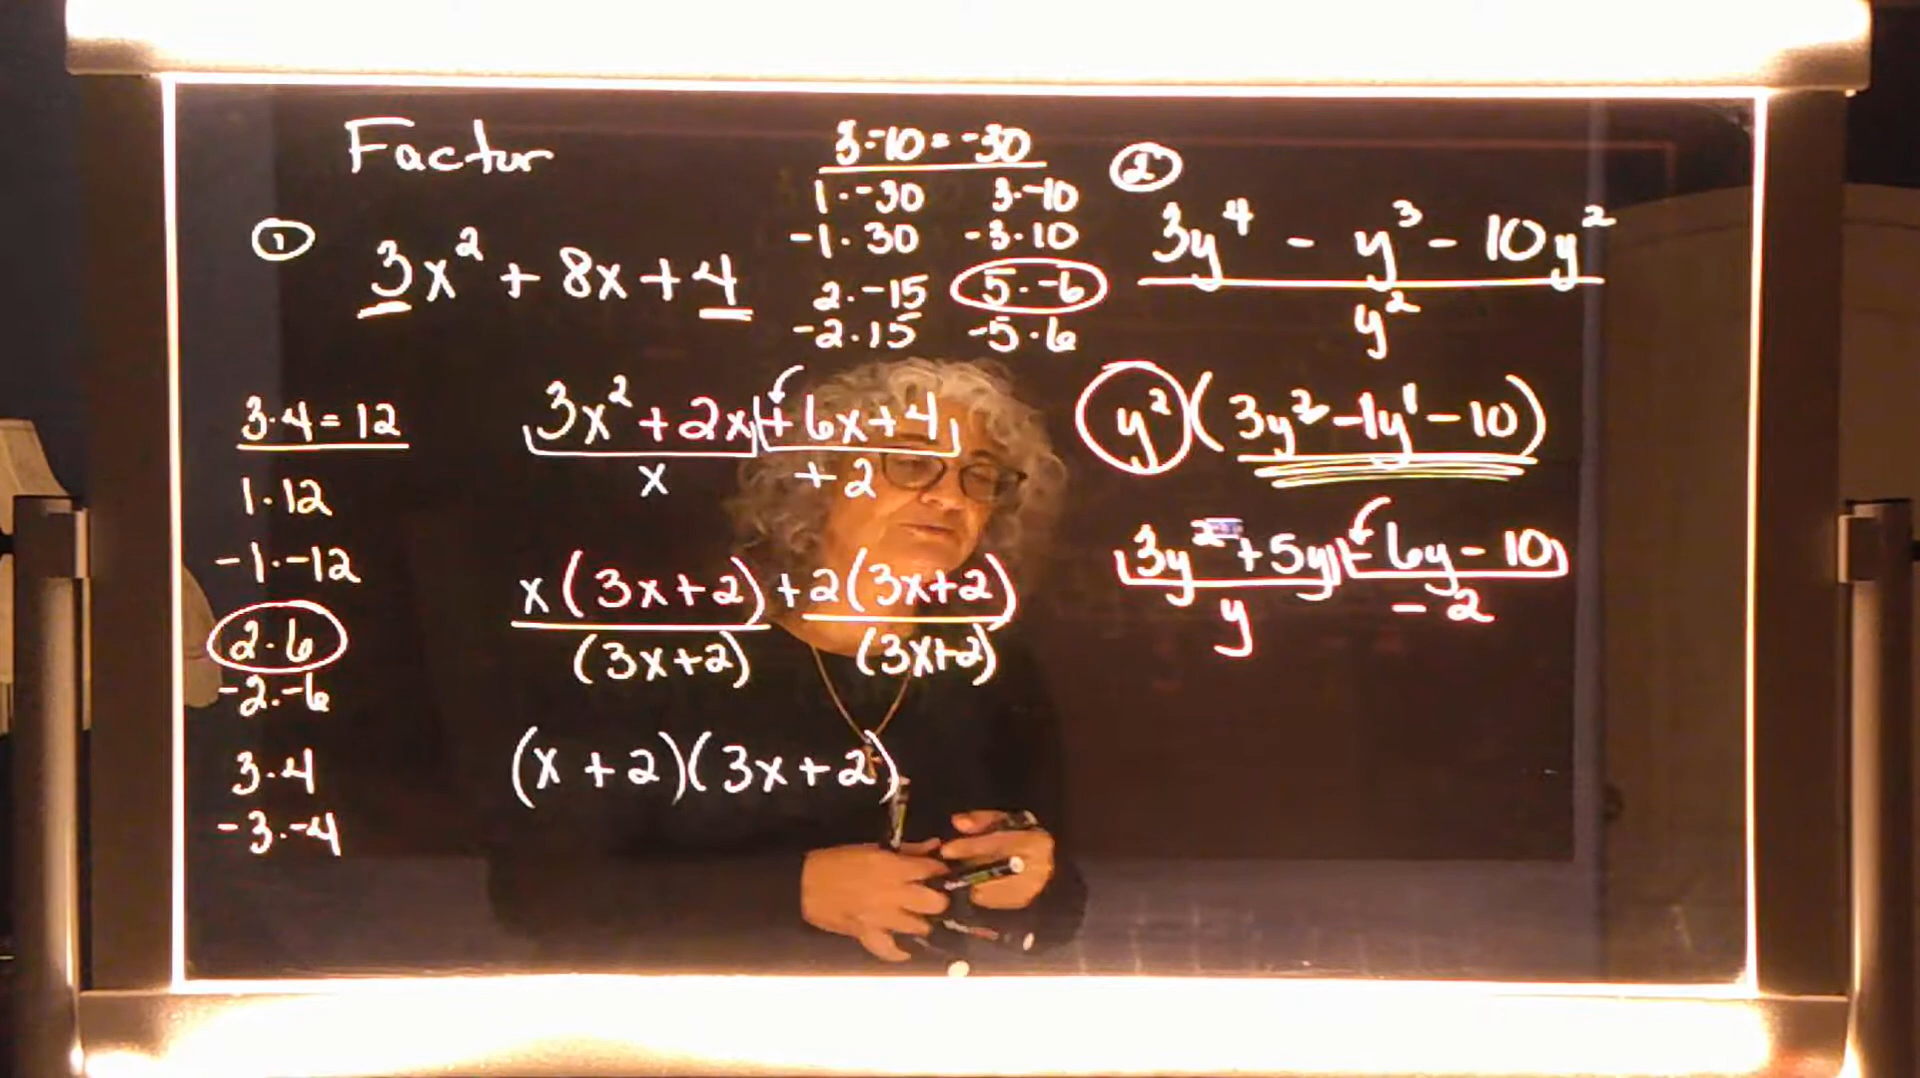 Factor
① 3x² + 8x + 4
3·4 = 12
1·12
-1·-12
2·6
-2·-6
3·4
-3·-4
3x² + 2x + 6x + 4
x + 2
x(3x+2) + 2(3x+2)
(3x+2) (3x+2)
(x + 2)(3x + 2)
3·-10 = -30
1·-30 3·-10
-1·30 -3·10
2·-15 5·-6
-2·15 -5·6
② 3y⁴ - y³ - 10y²
y²
y²(3y² - 1y¹ - 10)
3y² + 5y - 6y - 10
y - 2